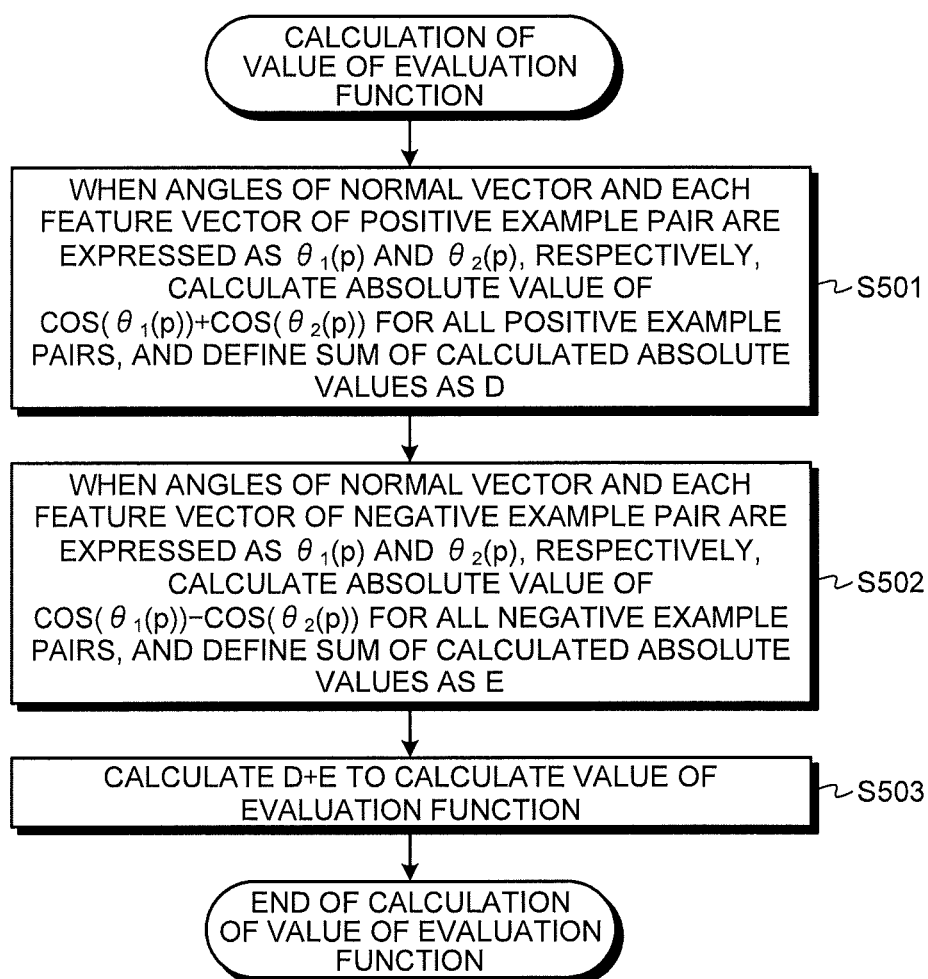 CALCULATION OF
VALUE OF EVALUATION
FUNCTION
WHEN ANGLES OF NORMAL VECTOR AND EACH
FEATURE VECTOR OF POSITIVE EXAMPLE PAIR ARE
EXPRESSED AS θ₁(p) AND θ₂(p), RESPECTIVELY,
CALCULATE ABSOLUTE VALUE OF
COS(θ₁(p))+COS(θ₂(p)) FOR ALL POSITIVE EXAMPLE
PAIRS, AND DEFINE SUM OF CALCULATED ABSOLUTE
VALUES AS D
S501
WHEN ANGLES OF NORMAL VECTOR AND EACH
FEATURE VECTOR OF NEGATIVE EXAMPLE PAIR ARE
EXPRESSED AS θ₁(p) AND θ₂(p), RESPECTIVELY,
CALCULATE ABSOLUTE VALUE OF
COS(θ₁(p))−COS(θ₂(p)) FOR ALL NEGATIVE EXAMPLE
PAIRS, AND DEFINE SUM OF CALCULATED ABSOLUTE
VALUES AS E
S502
CALCULATE D+E TO CALCULATE VALUE OF
EVALUATION FUNCTION
S503
END OF CALCULATION
OF VALUE OF EVALUATION
FUNCTION